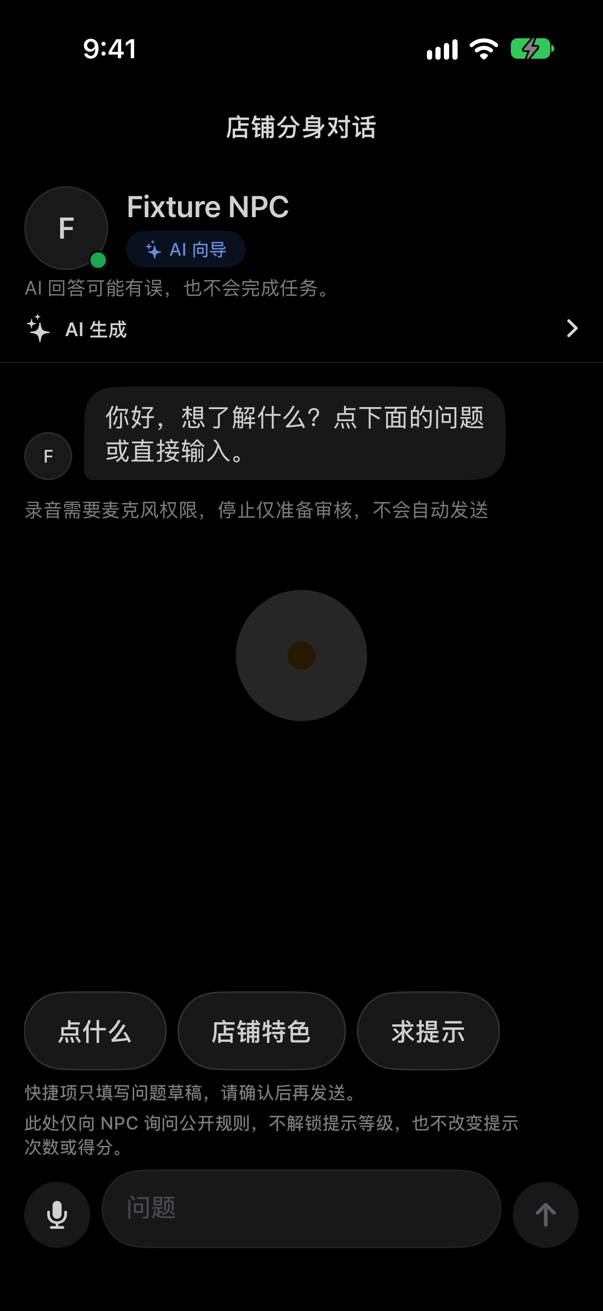 9:41
店铺分身对话
F
Fixture NPC
AI 向导
AI 回答可能有误，也不会完成任务。
AI 生成
你好，想了解什么？点下面的问题
或直接输入。
F
录音需要麦克风权限，停止仅准备审核，不会自动发送
点什么
店铺特色
求提示
快捷项只填写问题草稿，请确认后再发送。
此处仅向 NPC 询问公开规则，不解锁提示等级，也不改变提示
次数或得分。
问题